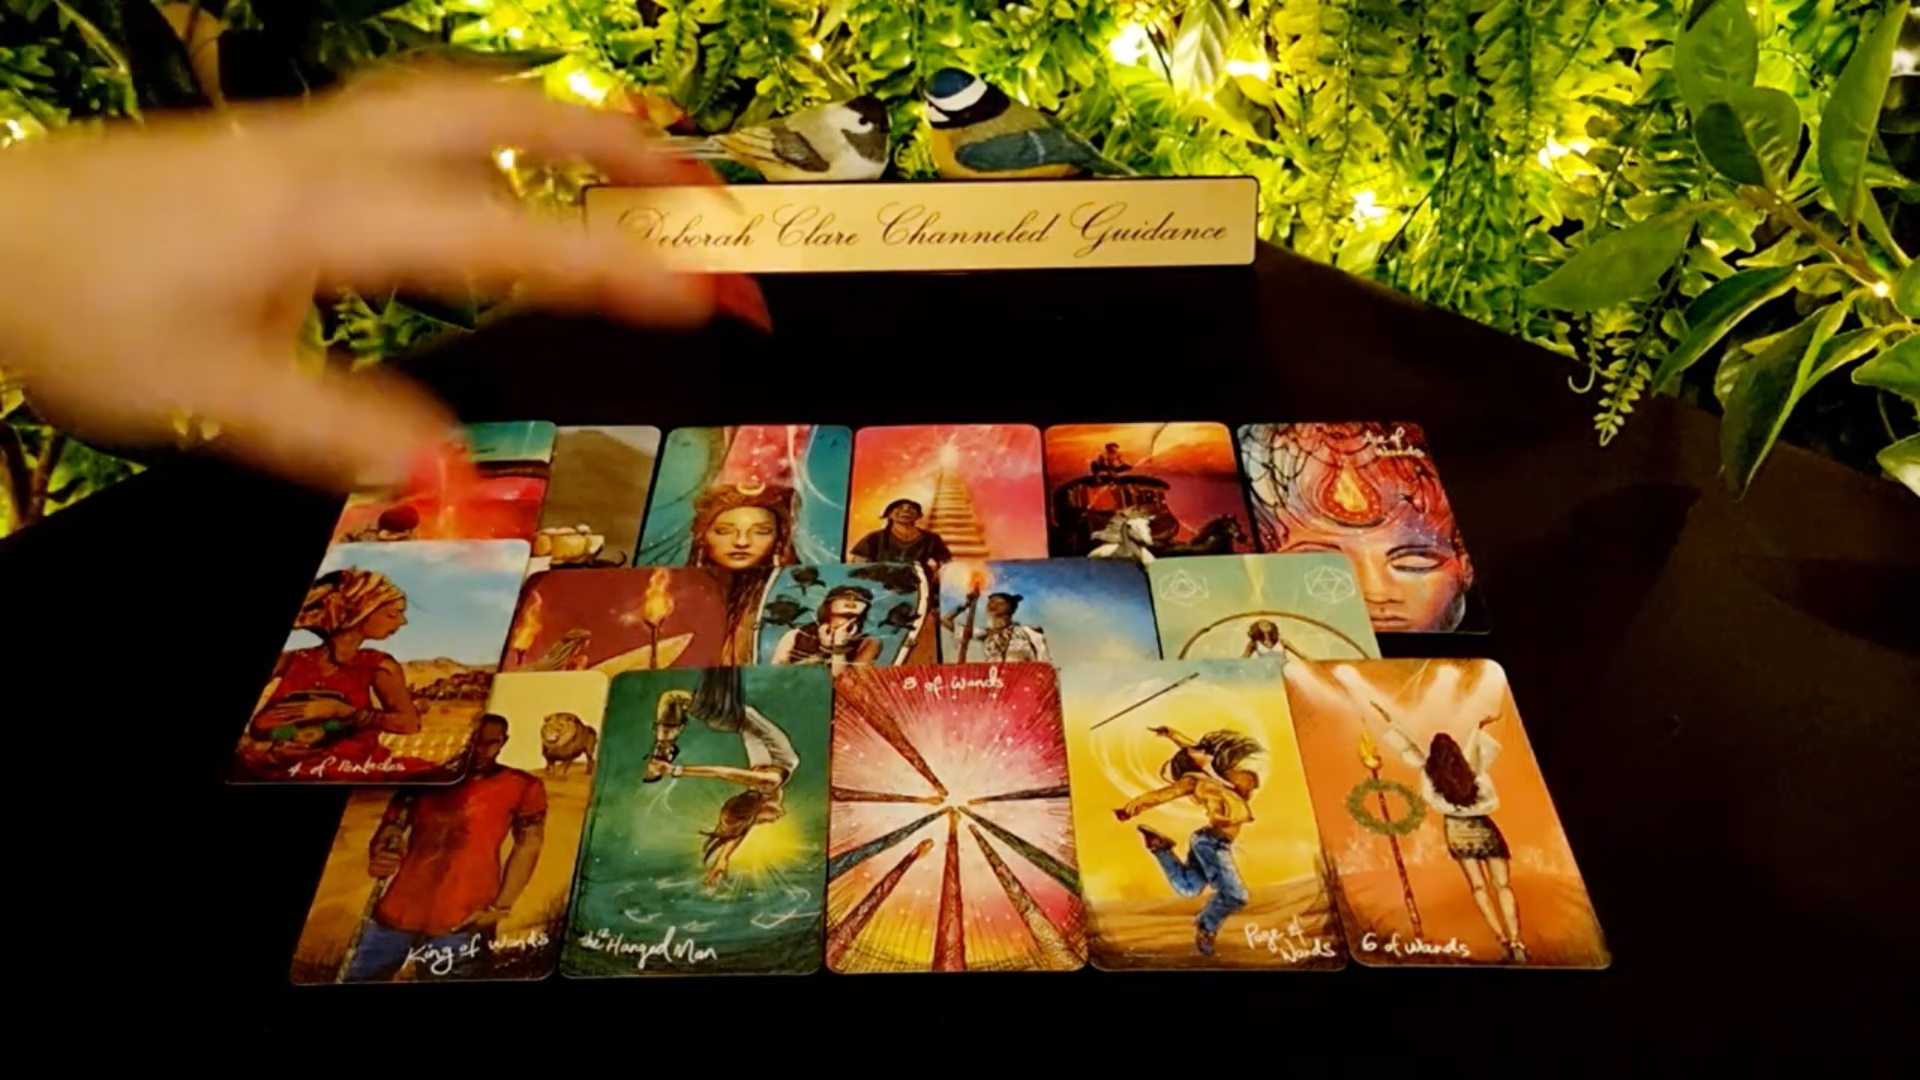 Deborah Clare Channeled Guidance
Ace of
Wands
4 of Pentacles
8 of Wands
King of Wands
the 12 Hanged Man
Page of
Wands
6 of Wands